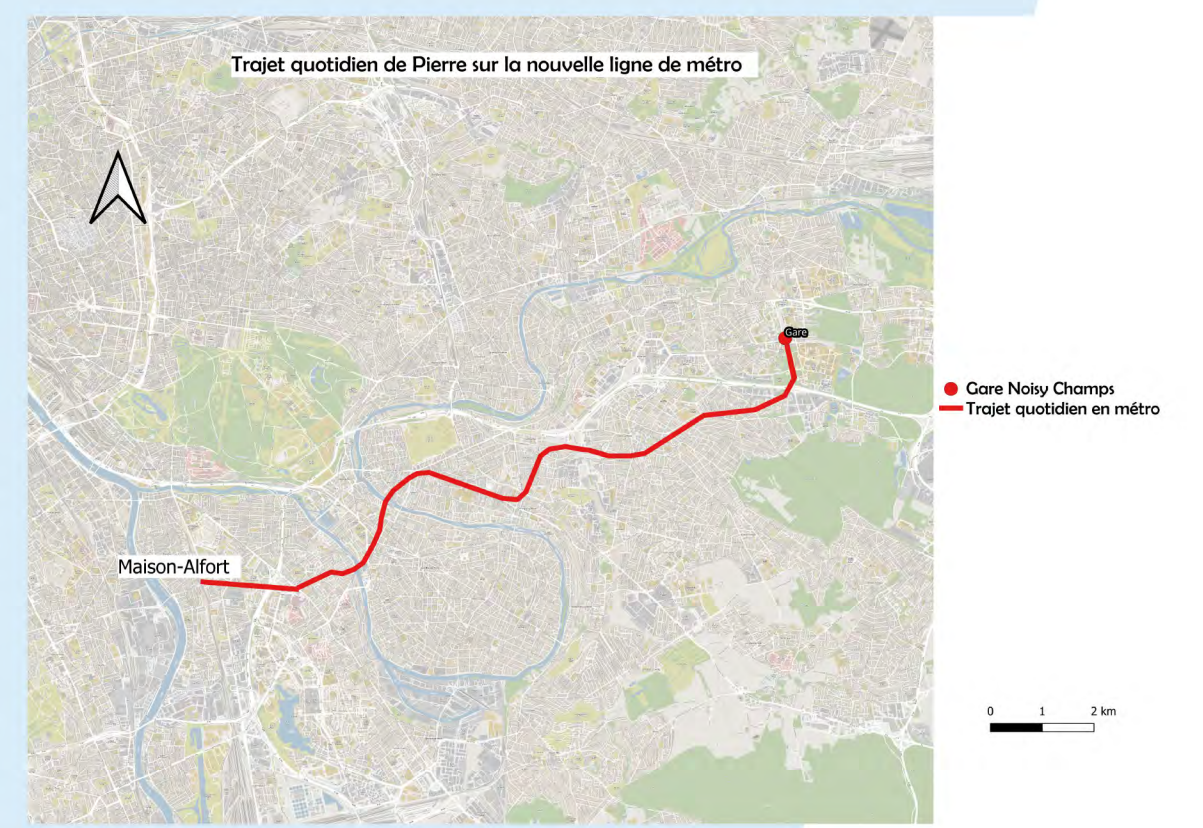 Trajet quotidien de Pierre sur la nouvelle ligne de métro
Gare
Gare Noisy Champs
Trajet quotidien en métro
Maison-Alfort
0 1 2 km